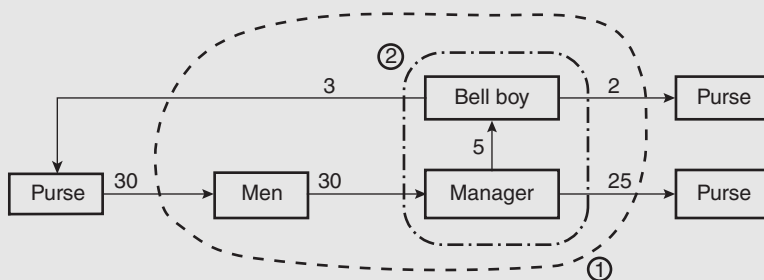 ②
3
Bell boy
2
Purse
5
Purse
30
Men
30
Manager
25
Purse
①